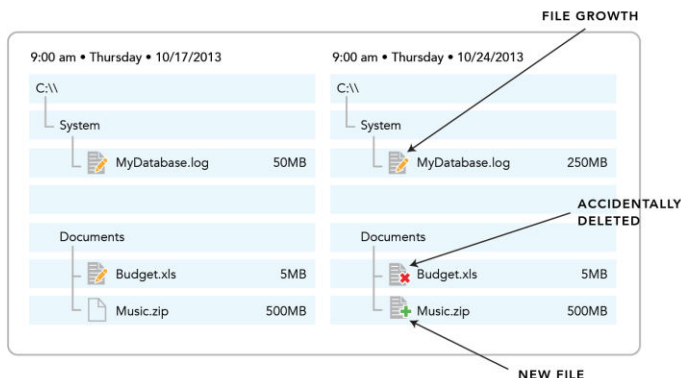 FILE GROWTH
9:00 am • Thursday • 10/17/2013
C:\\
System
MyDatabase.log 50MB
Documents
Budget.xls 5MB
Music.zip 500MB
9:00 am • Thursday • 10/24/2013
C:\\
System
MyDatabase.log 250MB
Documents
Budget.xls 5MB
Music.zip 500MB
ACCIDENTALLY
DELETED
NEW FILE